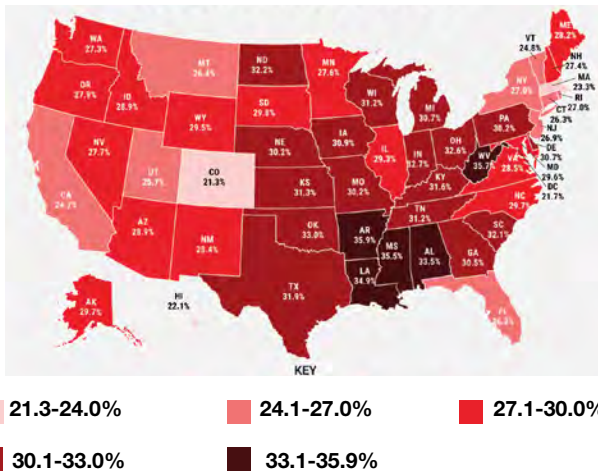 WA
27.3%
OR
27.9%
ID
28.9%
MT
26.4%
ND
32.2%
MN
27.6%
WI
31.2%
MI
30.7%
VT
24.8%
ME
28.2%
NH
27.4%
MA
23.3%
RI
27.0%
CT
26.3%
NJ
26.9%
DE
30.7%
MD
29.6%
DC
21.7%
NY
27.0%
PA
30.2%
WY
29.5%
SD
29.8%
NE
30.2%
IA
30.9%
IL
29.3%
IN
32.7%
OH
32.6%
WV
35.7%
VA
28.5%
NV
27.7%
UT
25.7%
CO
21.3%
KS
31.3%
MO
30.2%
KY
31.6%
NC
29.7%
CA
AZ
28.9%
NM
28.4%
OK
33.0%
AR
35.9%
TN
31.2%
SC
32.1%
MS
35.5%
AL
33.5%
GA
30.5%
TX
31.9%
LA
34.9%
FL
AK
29.7%
HI
22.1%
KEY
21.3-24.0%
24.1-27.0%
27.1-30.0%
30.1-33.0%
33.1-35.9%